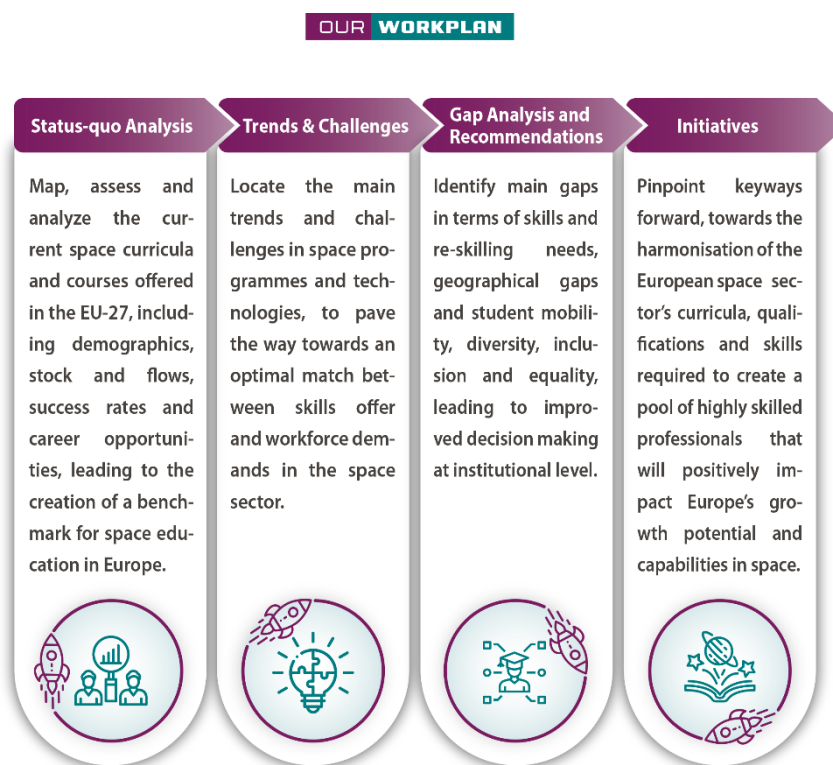 OUR WORKPLAN
Status-quo Analysis
Map, assess and
analyze the cur-
rent space curricula
and courses offered
in the EU-27, includ-
ing demographics,
stock and flows,
success rates and
career opportuni-
ties, leading to the
creation of a bench-
mark for space edu-
cation in Europe.
Trends & Challenges
Locate the main
trends and chal-
lenges in space pro-
grammes and tech-
nologies, to pave
the way towards an
optimal match bet-
ween skills offer
and workforce dem-
ands in the space
sector.
Gap Analysis and
Recommendations
Identify main gaps
in terms of skills and
re-skilling needs,
geographical gaps
and student mobili-
ty, diversity, inclu-
sion and equality,
leading to impro-
ved decision making
at institutional level.
Initiatives
Pinpoint keyways
forward, towards the
harmonisation of the
European space sec-
tor's curricula, quali-
fications and skills
required to create a
pool of highly skilled
professionals that
will positively im-
pact Europe's gro-
wth potential and
capabilities in space.